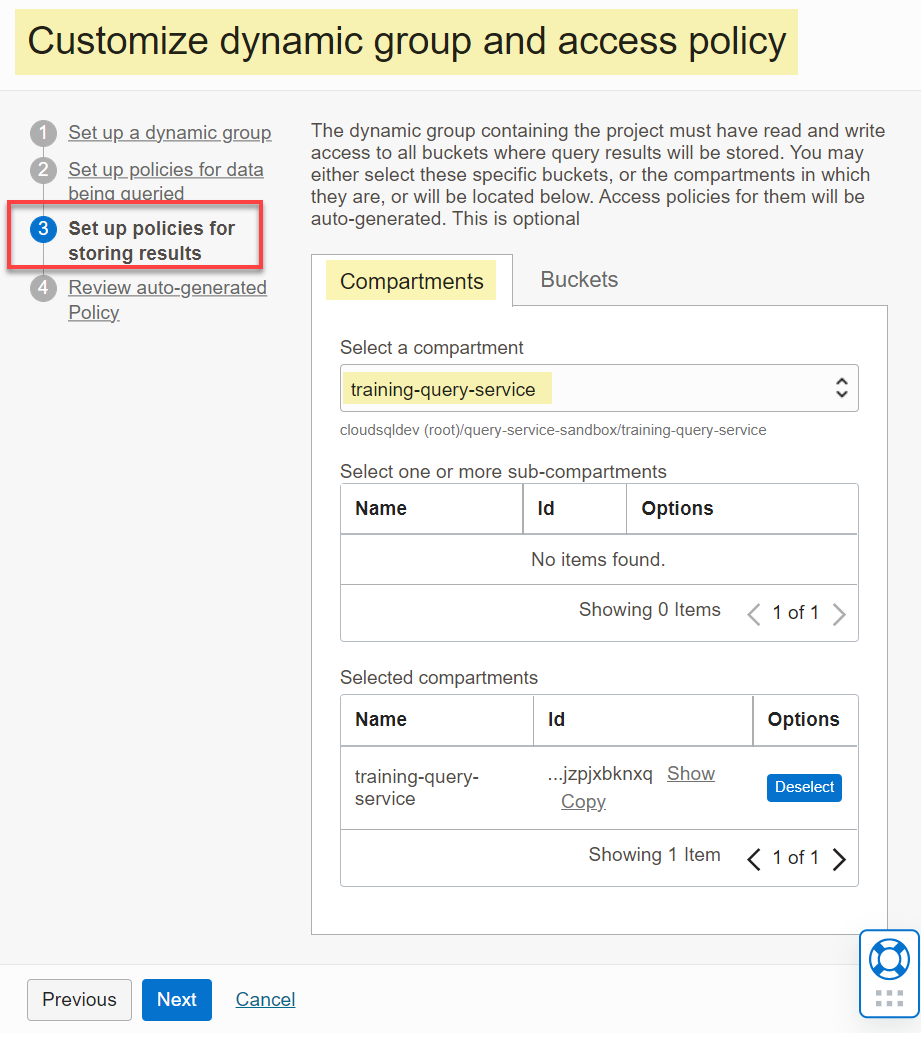 Customize dynamic group and access policy
1 Set up a dynamic group
2 Set up policies for data
being queried
3 Set up policies for
storing results
4 Review auto-generated
Policy
The dynamic group containing the project must have read and write
access to all buckets where query results will be stored. You may
either select these specific buckets, or the compartments in which
they are, or will be located below. Access policies for them will be
auto-generated. This is optional
Compartments Buckets
Select a compartment
training-query-service
cloudsqldev (root)/query-service-sandbox/training-query-service
Select one or more sub-compartments
Name Id Options
No items found.
Showing 0 Items 1 of 1
Selected compartments
Name Id Options
training-query-
service
...jzpjxbknxq Show
Copy
Deselect
Showing 1 Item 1 of 1
Previous Next Cancel